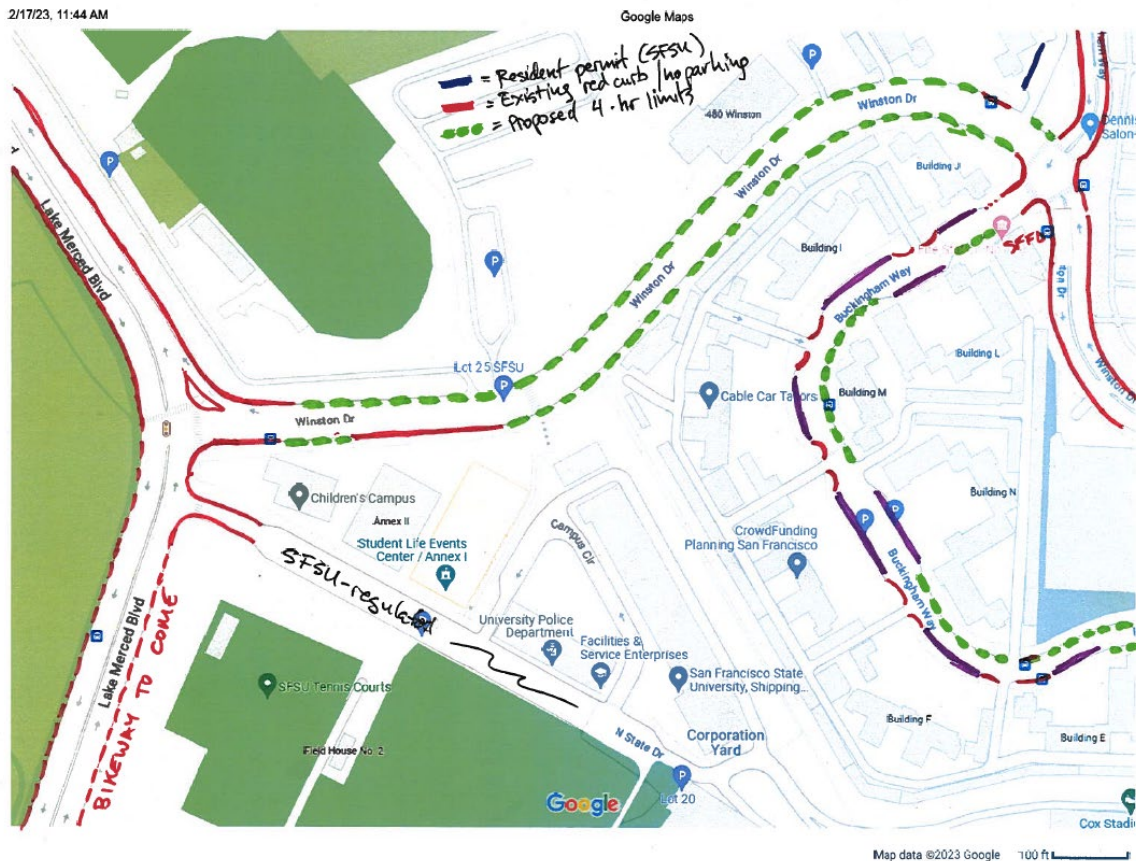 2/17/23, 11:44 AM
Google Maps
= Resident permit (SFSU)
= Existing red curb / no parking
= Proposed 4-hr limits
480 Winston
Winston Dr
Winston Dr
Winston Dr
Winston Dr
Building J
Building I
SFFD
Buckingham Way
Building L
Building M
Winston Dr
Lake Merced Blvd
Lot 25 SFSU
Winston Dr
Cable Car Tailors
Children's Campus
Annex II
Student Life Events
Center / Annex I
Campus Cir
CrowdFunding
Planning San Francisco
Building N
Buckingham Way
SFSU-regulated
University Police
Department
Facilities &
Service Enterprises
San Francisco State
University, Shipping...
Lake Merced Blvd
BIKEWAY TO COME
SFSU Tennis Courts
Field House No. 2
N State Dr
Corporation
Yard
Lot 20
Building F
Building E
Google
Cox Stadi
Map data ©2023 Google
100 ft